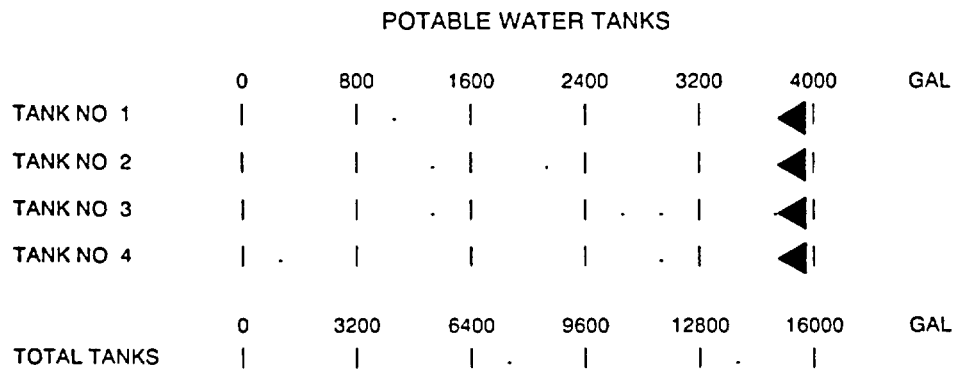 POTABLE WATER TANKS
0 800 1600 2400 3200 4000 GAL
TANK NO 1
TANK NO 2
TANK NO 3
TANK NO 4
0 3200 6400 9600 12800 16000 GAL
TOTAL TANKS